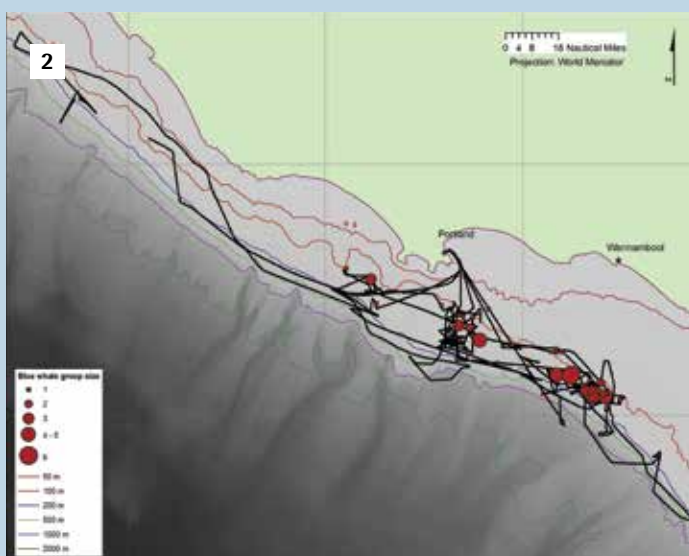 2
0 4 8 16 Nautical Miles
Projection: World Mercator
Portland
Warrnambool
Blue whale group size
1
2
3
4 - 5
50 m
100 m
200 m
500 m
1000 m
2000 m